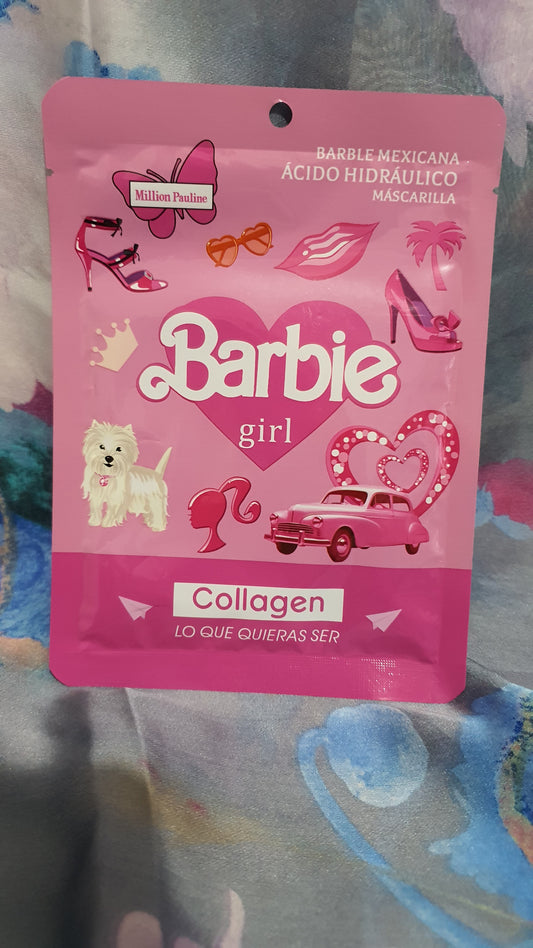 BARBLE MEXICANA
ÁCIDO HIDRÁULICO
MÁSCARILLA
Million Pauline
Barbie
girl
Collagen
LO QUE QUIERAS SER